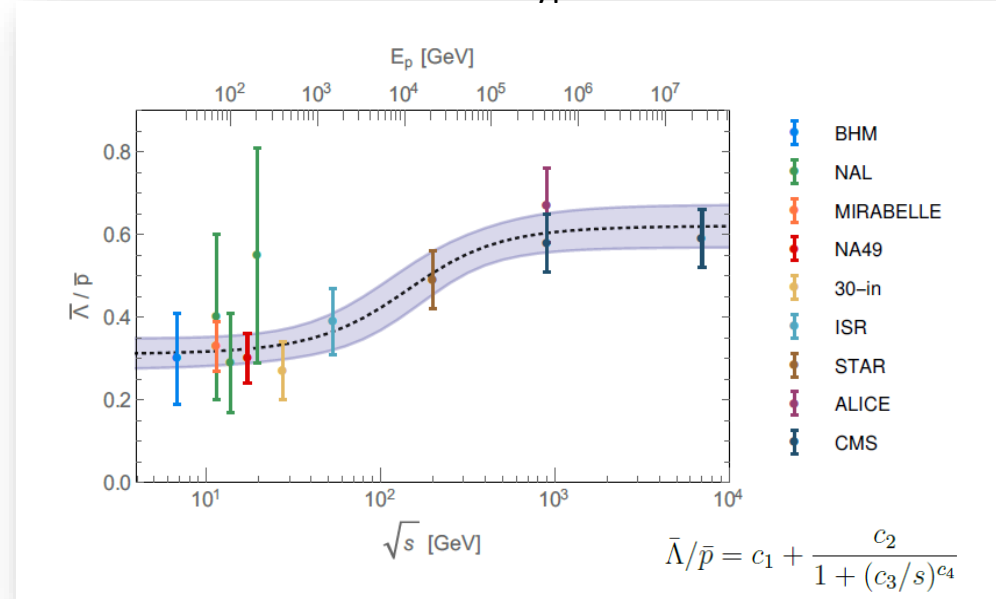 E_p [GeV]
10^2 10^3 10^4 10^5 10^6 10^7
Λ̄ / p̄
0.8
0.6
0.4
0.2
0.0
10^1 10^2 10^3 10^4
√s [GeV]
BHM
NAL
MIRABELLE
NA49
30−in
ISR
STAR
ALICE
CMS
Λ̄/p̄ = c_1 + c_2 / (1 + (c_3/s)^{c_4})